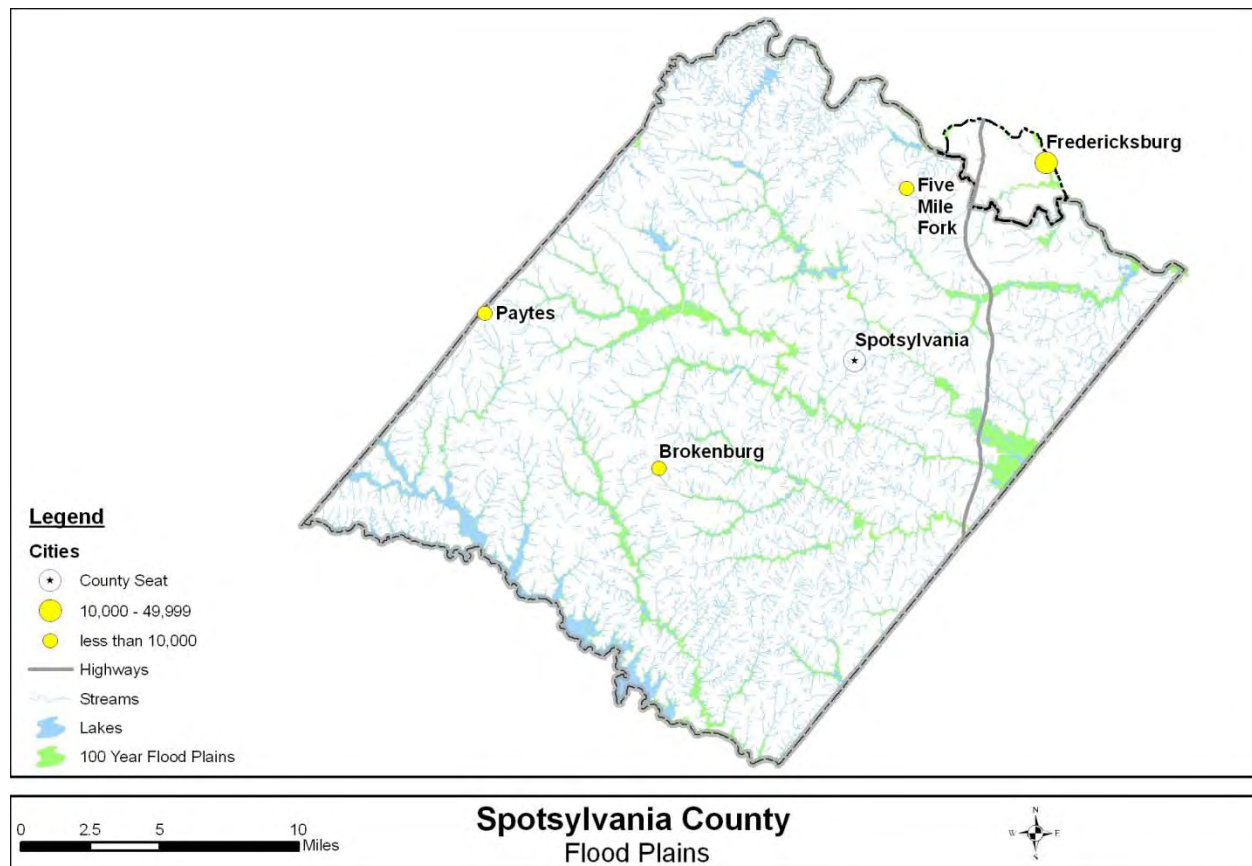 Fredericksburg
Five
Mile
Fork
Paytes
Spotsylvania
Brokenburg
Legend
Cities
County Seat
10,000 - 49,999
less than 10,000
Highways
Streams
Lakes
100 Year Flood Plains
0 2.5 5 10
Miles
Spotsylvania County
Flood Plains
N
W E
S